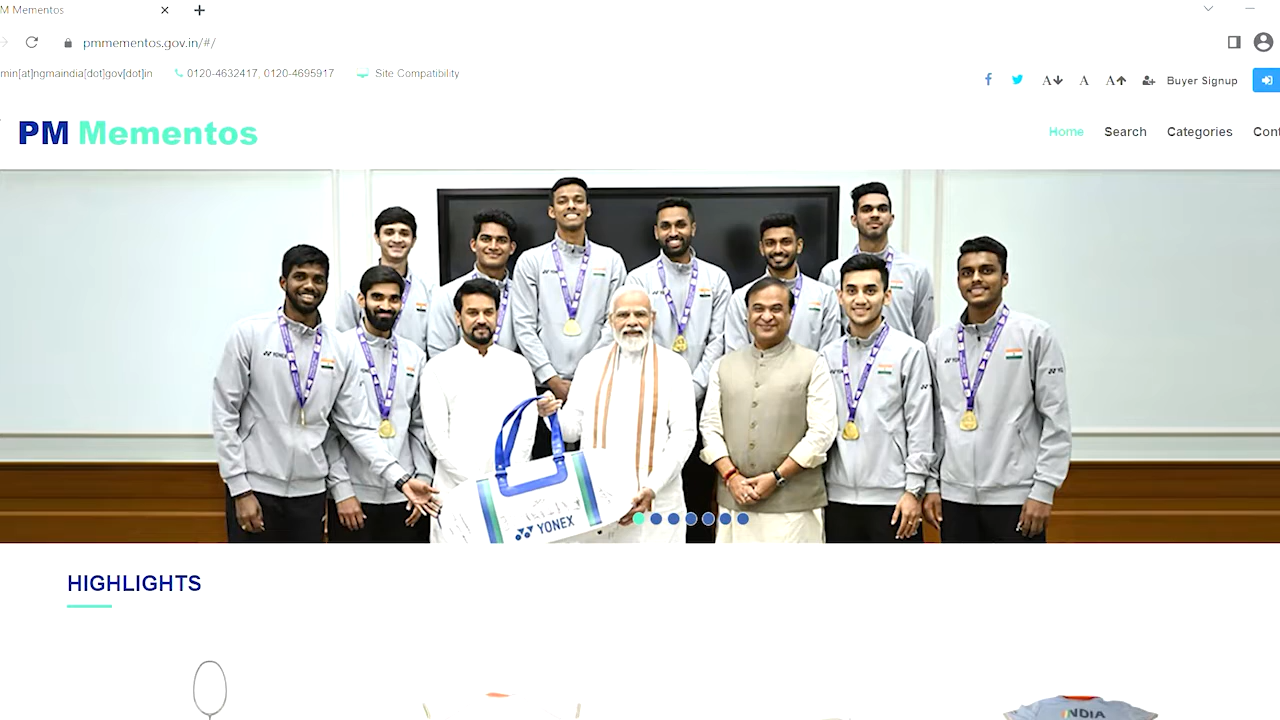 M Mementos
pmmementos.gov.in/#/
min[at]ngmaindia[dot]gov[dot]in 0120-4632417, 0120-4695917 Site Compatibility
A A A Buyer Signup
PM Mementos
Home Search Categories Cont
YONEX
HIGHLIGHTS
INDIA